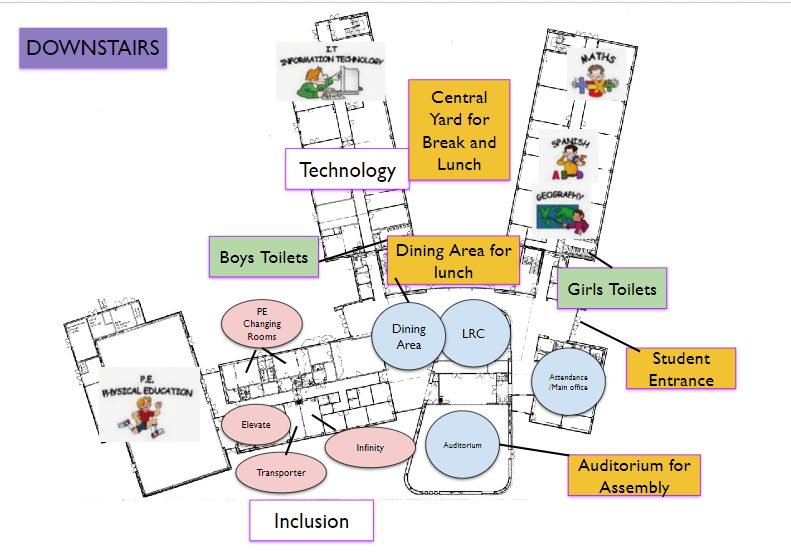 DOWNSTAIRS
I.T
INFORMATION TECHNOLOGY
MATHS
Central
Yard for
Break and
Lunch
SPANISH
ABD
Technology
GEOGRAPHY
Boys Toilets
Dining Area for
lunch
Girls Toilets
PE
Changing
Rooms
Dining
Area
LRC
Student
Entrance
Attendance
/Main office
P.E.
PHYSICAL EDUCATION
Elevate
Infinity
Auditorium
Transporter
Auditorium for
Assembly
Inclusion